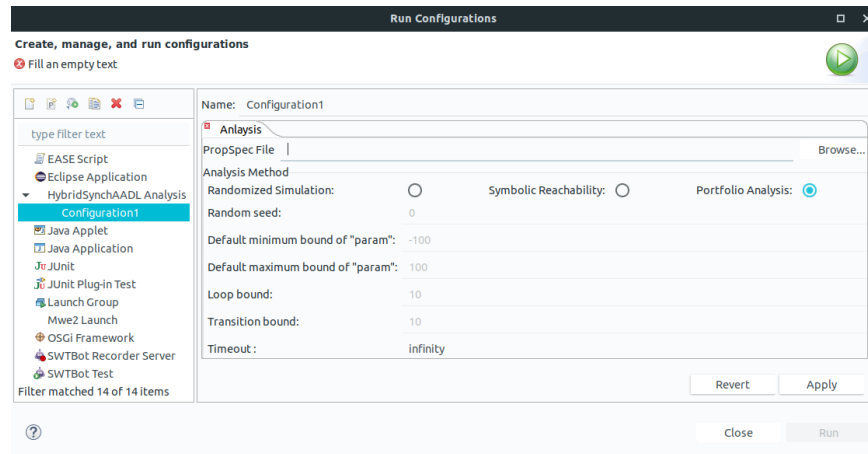 Run Configurations
Create, manage, and run configurations
Fill an empty text
Name: Configuration1
type filter text
EASE Script
Eclipse Application
HybridSynchAADL Analysis
Configuration1
Java Applet
Java Application
JUnit
JUnit Plug-in Test
Launch Group
Mwe2 Launch
OSGi Framework
SWTBot Recorder Server
SWTBot Test
Filter matched 14 of 14 items
Anlaysis
PropSpec File Browse...
Analysis Method
Randomized Simulation: Symbolic Reachability: Portfolio Analysis:
Random seed: 0
Default minimum bound of "param": -100
Default maximum bound of "param": 100
Loop bound: 10
Transition bound: 10
Timeout : infinity
Revert Apply
Close Run